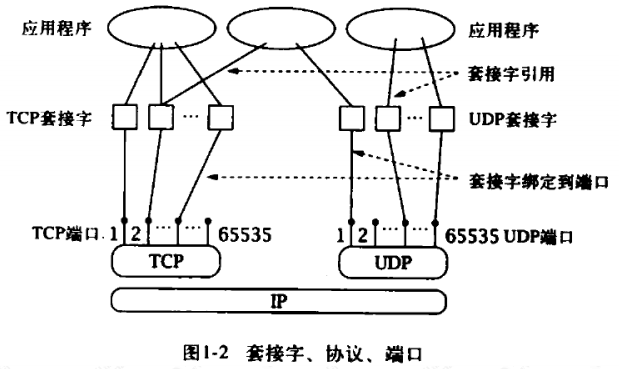 应用程序 应用程序
套接字引用
TCP套接字 ... ... UDP套接字
套接字绑定到端口
TCP端口. 1 2 ... ... 65535 1 2 ... ... 65535 UDP端口
TCP UDP
IP
图1-2 套接字、协议、端口